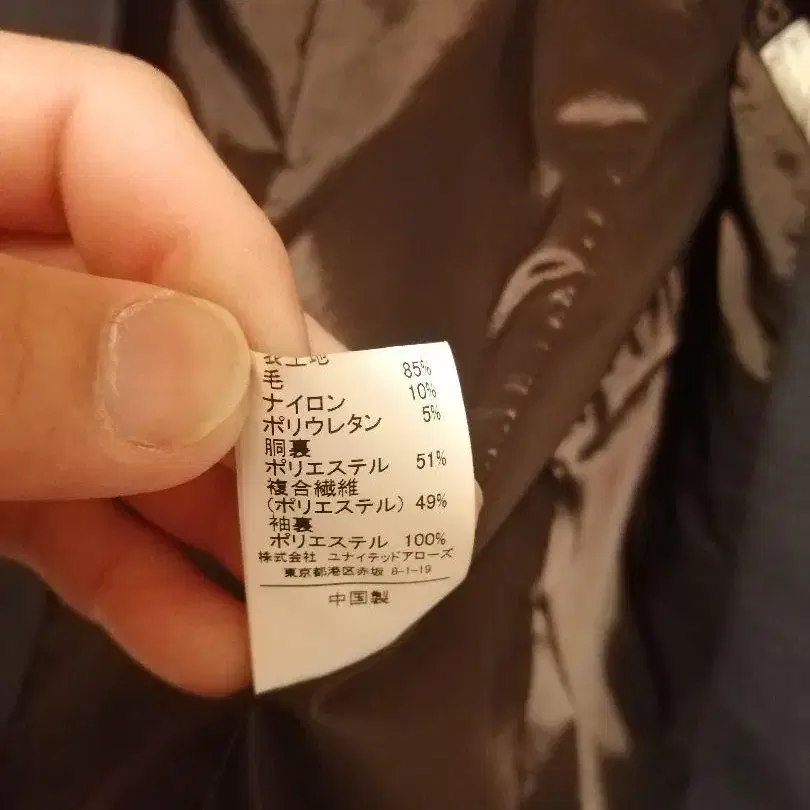 表生地
毛 85%
ナイロン 10%
ポリウレタン 5%
胴裏
ポリエステル 51%
複合繊維
(ポリエステル) 49%
袖裏
ポリエステル 100%
株式会社 ユナイテッドアローズ
東京都港区赤坂 8-1-19
中国製